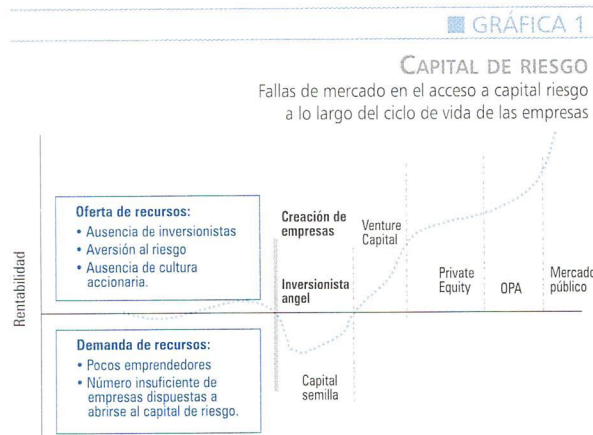 GRÁFICA 1
CAPITAL DE RIESGO
Fallas de mercado en el acceso a capital riesgo
a lo largo del ciclo de vida de las empresas
Rentabilidad
Oferta de recursos:
• Ausencia de inversionistas
• Aversión al riesgo
• Ausencia de cultura
accionaria.
Demanda de recursos:
• Pocos emprendedores
• Número insuficiente de
empresas dispuestas a
abrirse al capital de riesgo.
Creación de
empresas
Inversionista
angel
Capital
semilla
Venture
Capital
Private
Equity
OPA
Mercado
público